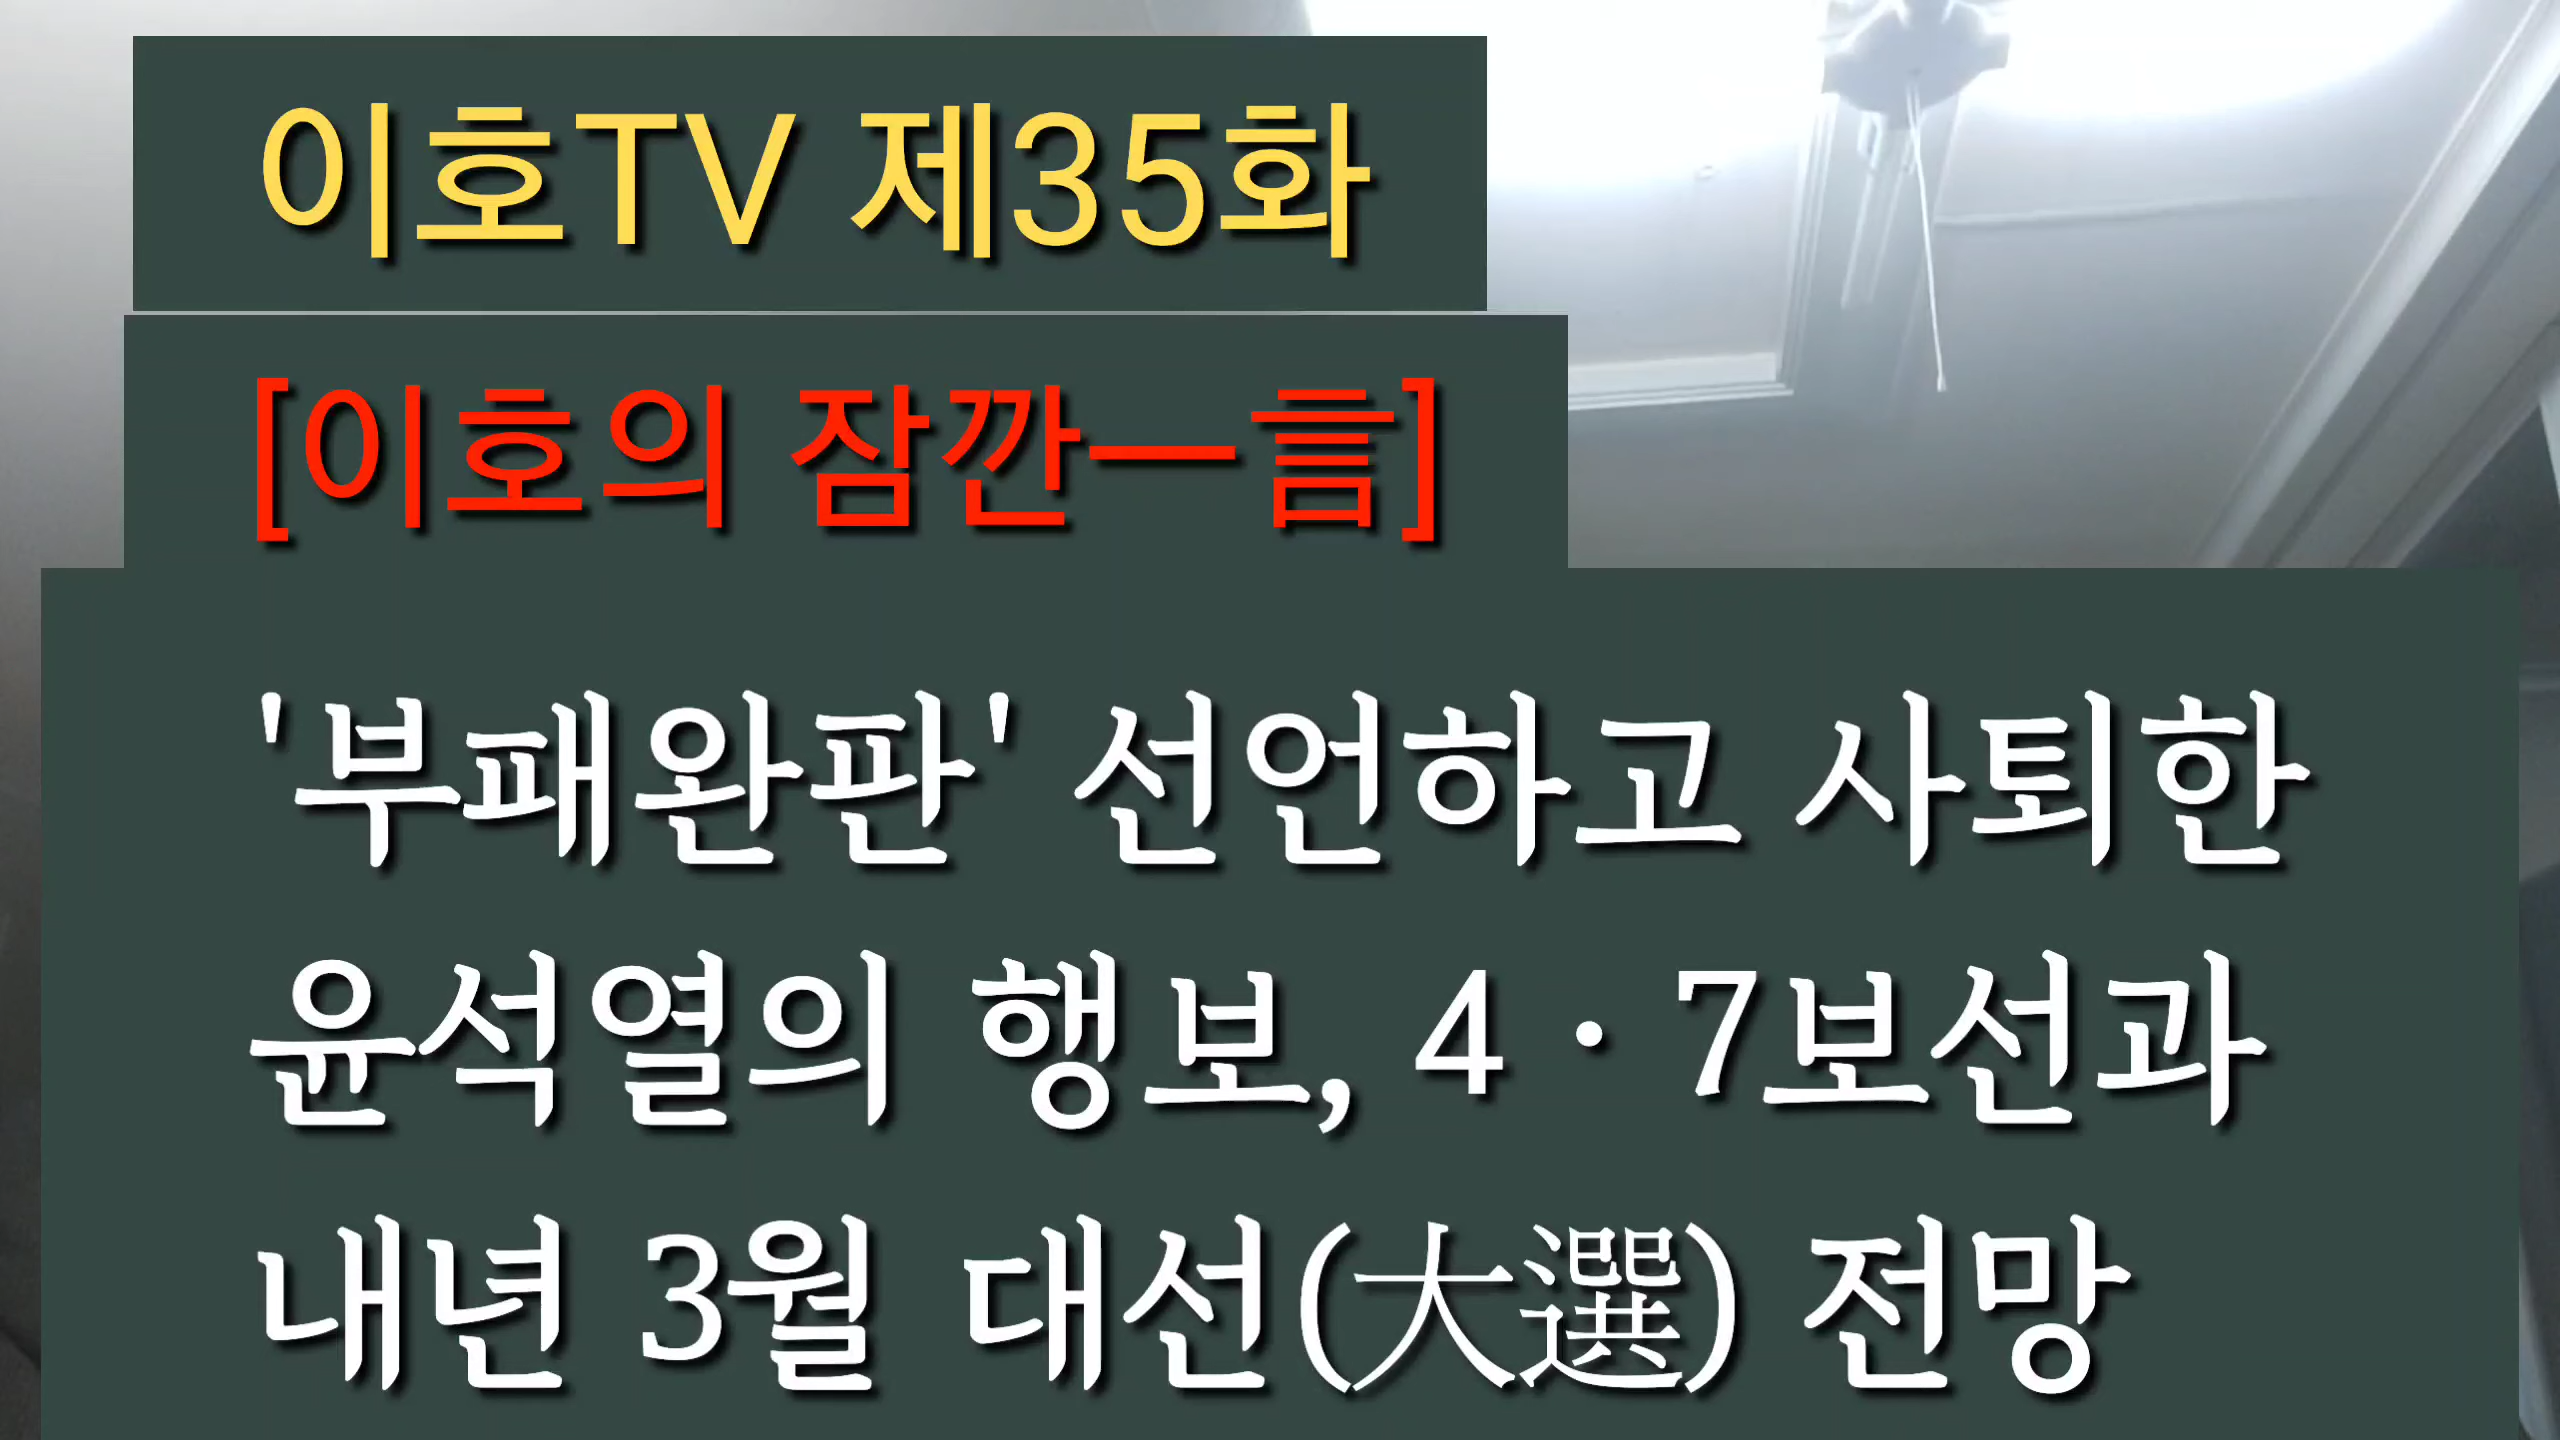 이호TV 제35화
[이호의 잠깐一言]
'부패완판' 선언하고 사퇴한
윤석열의 행보, 4·7보선과
내년 3월 대선(大選) 전망